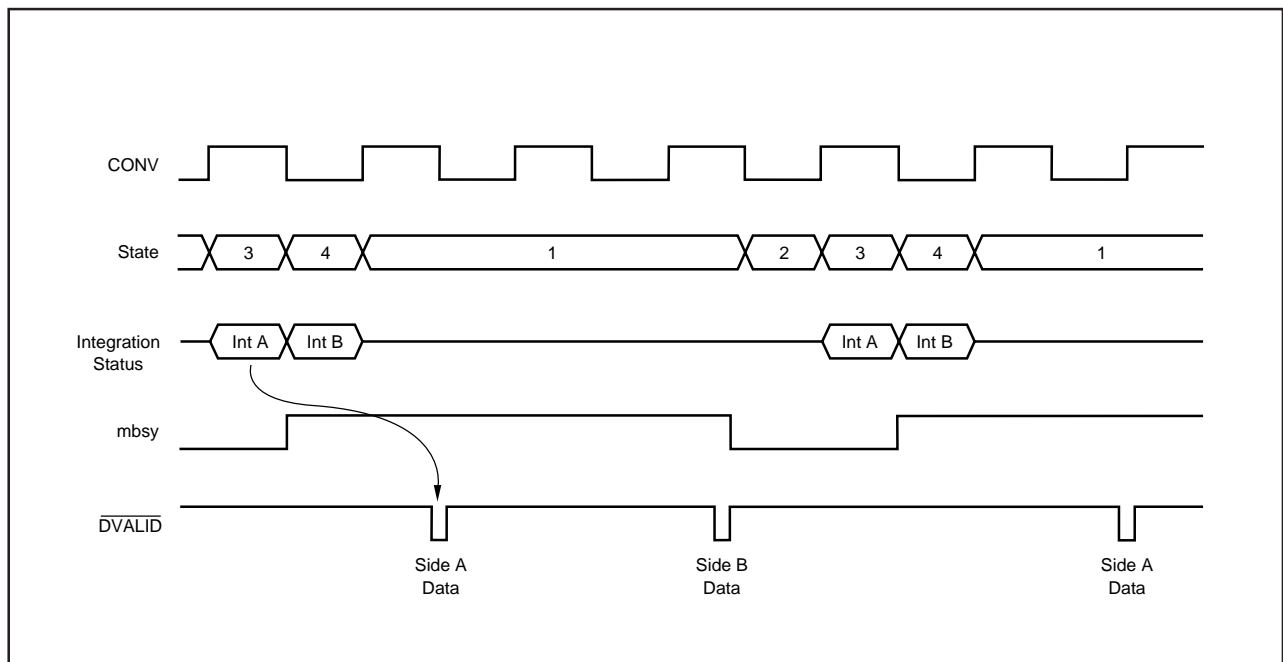 CONV
State
3
4
1
2
3
4
1
Integration
Status
Int A
Int B
Int A
Int B
mbsy
DVALID
Side A
Data
Side B
Data
Side A
Data